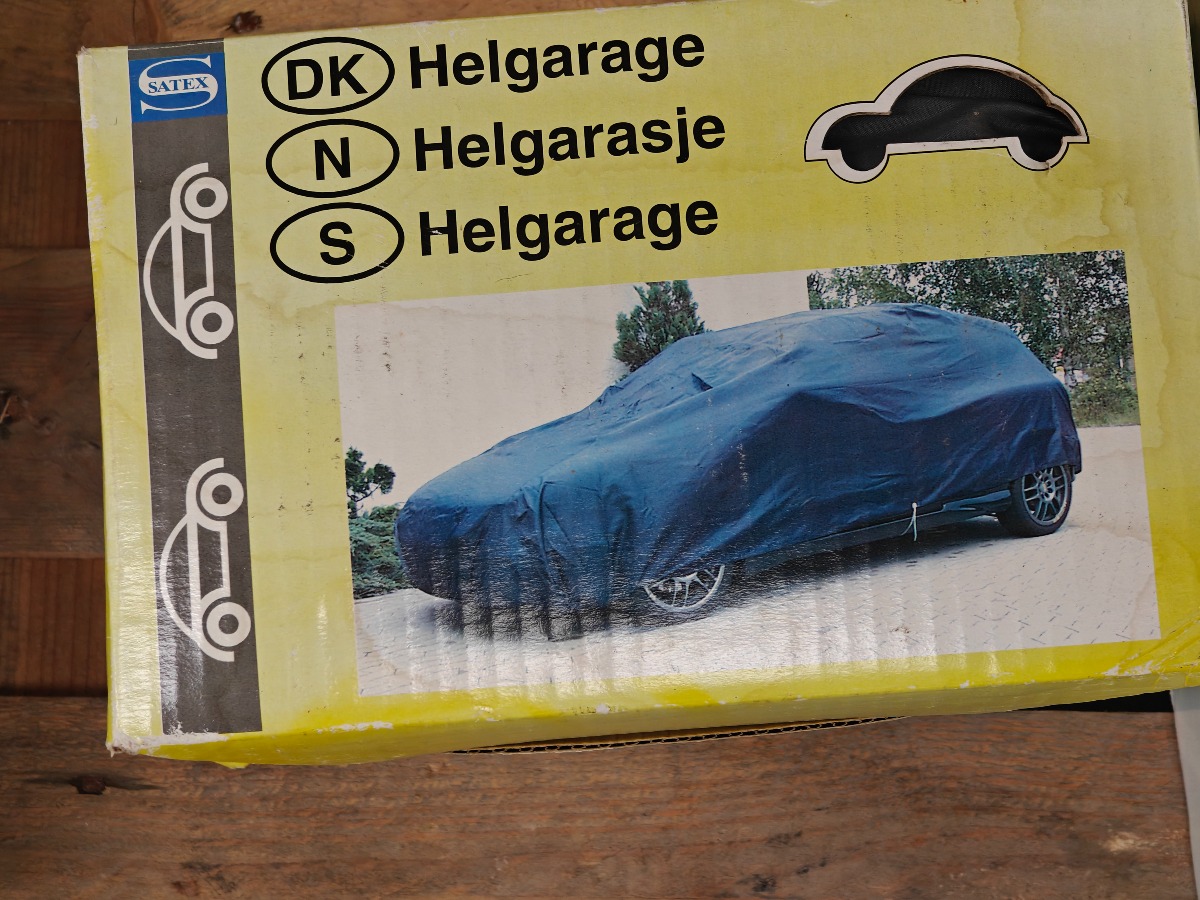 SATEX
DK Helgarage
N Helgarasje
S Helgarage